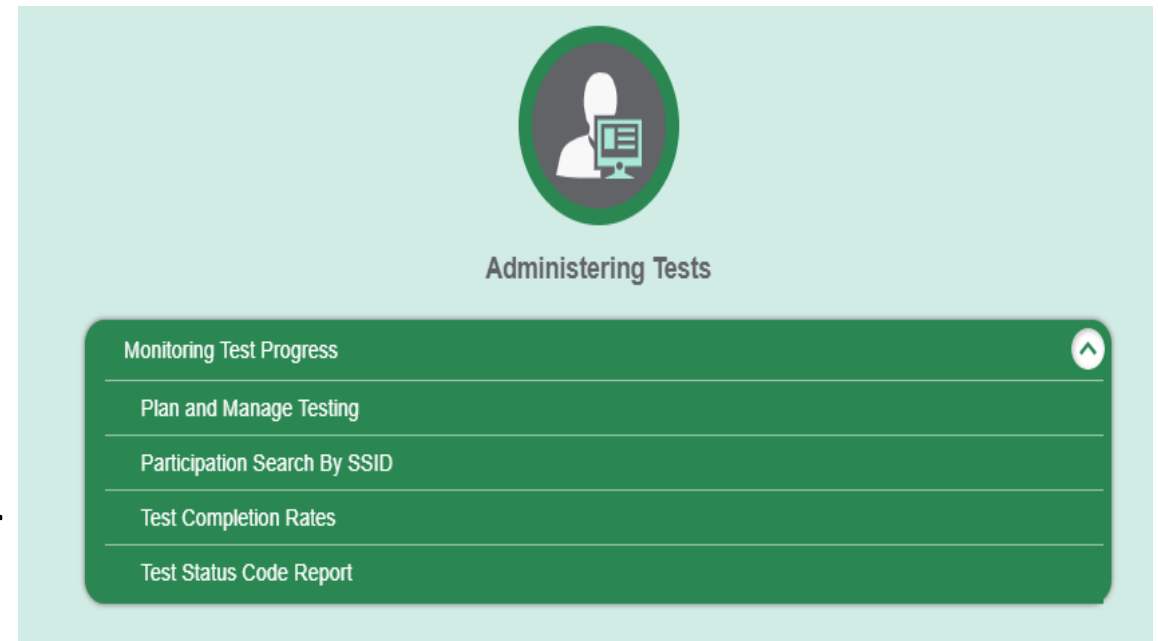 Administering Tests
Monitoring Test Progress
Plan and Manage Testing
Participation Search By SSID
Test Completion Rates
Test Status Code Report